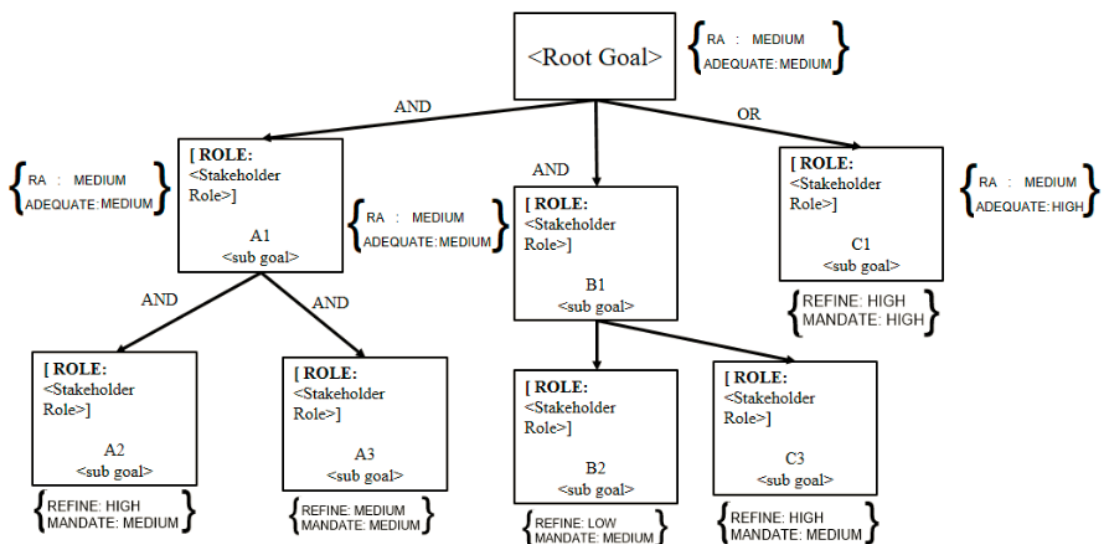 <Root Goal>
RA : MEDIUM
ADEQUATE: MEDIUM
AND
OR
AND
RA : MEDIUM
ADEQUATE: MEDIUM
[ ROLE:
<Stakeholder
Role>]
A1
<sub goal>
RA : MEDIUM
ADEQUATE: MEDIUM
[ ROLE:
<Stakeholder
Role>]
B1
<sub goal>
[ ROLE:
<Stakeholder
Role>]
C1
<sub goal>
RA : MEDIUM
ADEQUATE: HIGH
REFINE: HIGH
MANDATE: HIGH
AND
AND
[ ROLE:
<Stakeholder
Role>]
A2
<sub goal>
REFINE: HIGH
MANDATE: MEDIUM
[ ROLE:
<Stakeholder
Role>]
A3
<sub goal>
REFINE: MEDIUM
MANDATE: MEDIUM
[ ROLE:
<Stakeholder
Role>]
B2
<sub goal>
REFINE: LOW
MANDATE: MEDIUM
[ ROLE:
<Stakeholder
Role>]
C3
<sub goal>
REFINE: HIGH
MANDATE: MEDIUM